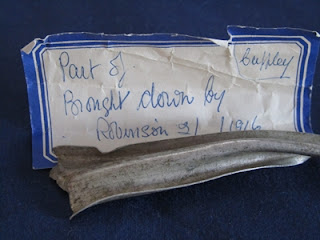 Part of Cuffley
Brought down by
Robinson 3/ /1916